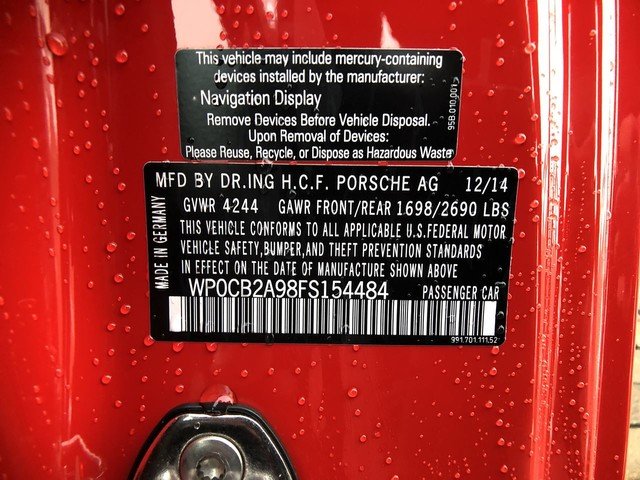 This vehicle may include mercury-containing
devices installed by the manufacturer:
Navigation Display
Remove Devices Before Vehicle Disposal.
Upon Removal of Devices:
Please Reuse, Recycle, or Dispose as Hazardous Waste
95B.010.001
MFD BY DR.ING H.C.F. PORSCHE AG 12/14
GVWR 4244 GAWR FRONT/REAR 1698/2690 LBS
THIS VEHICLE CONFORMS TO ALL APPLICABLE U.S.FEDERAL MOTOR
VEHICLE SAFETY,BUMPER,AND THEFT PREVENTION STANDARDS
IN EFFECT ON THE DATE OF MANUFACTURE SHOWN ABOVE
WP0CB2A98FS154484 PASSENGER CAR
991.701.111.52
MADE IN GERMANY